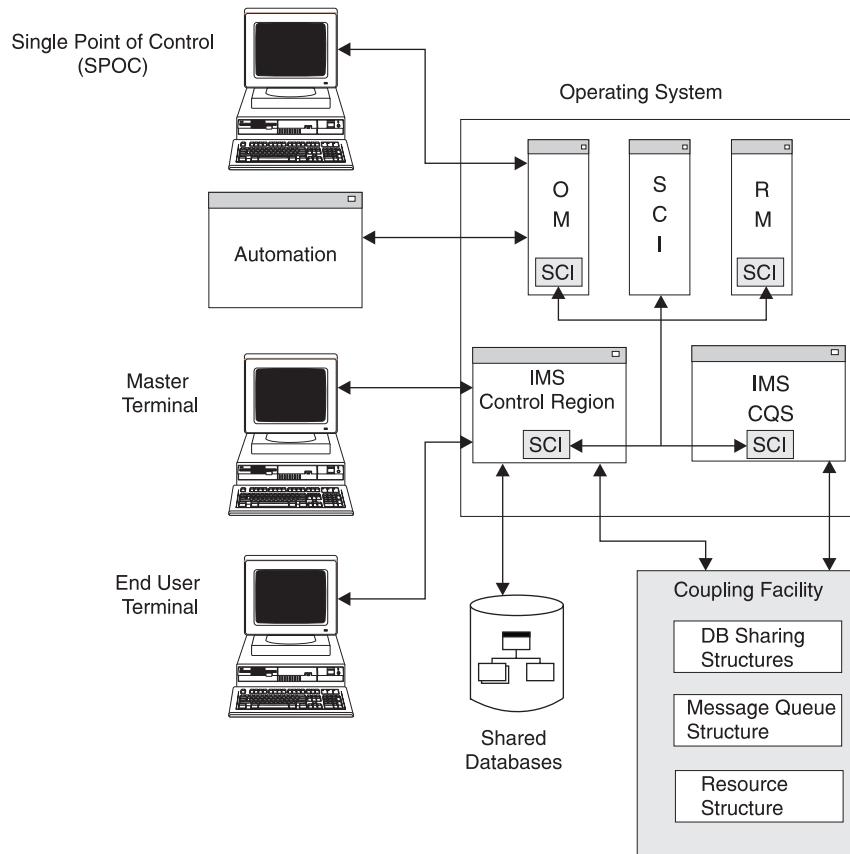 Single Point of Control
(SPOC)
Operating System
O
M
SCI
S
C
I
R
M
SCI
Automation
Master
Terminal
IMS
Control Region
SCI
IMS
CQS
SCI
End User
Terminal
Shared
Databases
Coupling Facility
DB Sharing
Structures
Message Queue
Structure
Resource
Structure